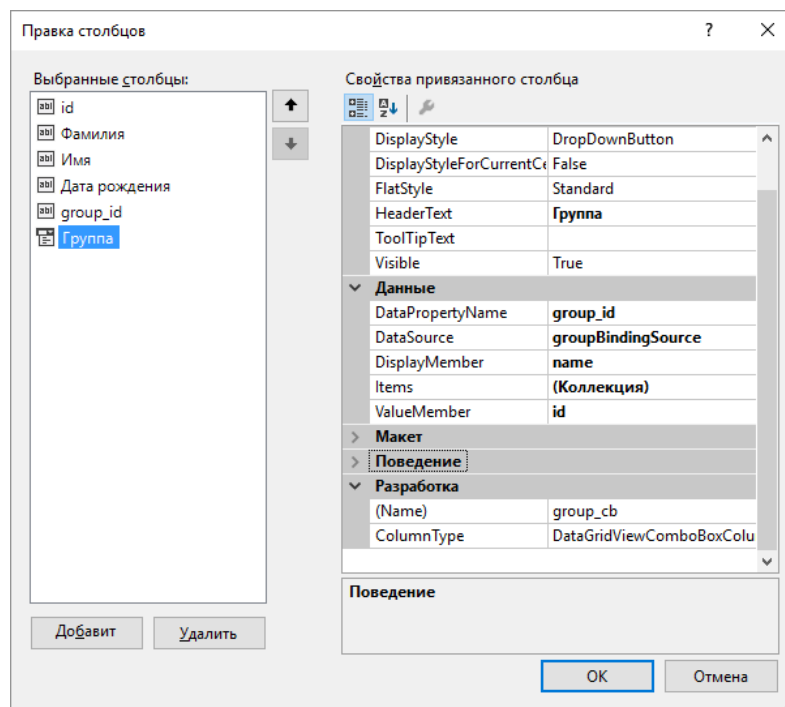 Правка столбцов
?
Выбранные столбцы:
id
Фамилия
Имя
Дата рождения
group_id
Группа
Добавит
Удалить
Свойства привязанного столбца
DisplayStyle DropDownButton
DisplayStyleForCurrentCe False
FlatStyle Standard
HeaderText Группа
ToolTipText
Visible True
Данные
DataPropertyName group_id
DataSource groupBindingSource
DisplayMember name
Items (Коллекция)
ValueMember id
Макет
Поведение
Разработка
(Name) group_cb
ColumnType DataGridViewComboBoxColu
Поведение
OK Отмена